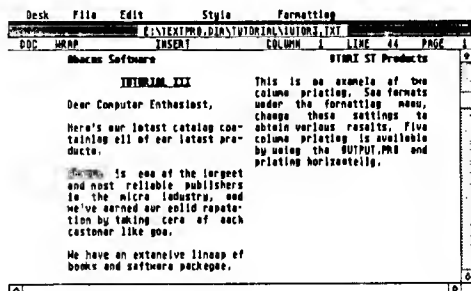 Desk File Edit Style Formatting
E:\TEXTPRO.DIR\TUTORIAL\TUTOR3.TXT
DOC WRAP INSERT COLUMN 1 LINE 44 PAGE 1
Abacus Software ATARI ST Products
TUTORIAL III
Dear Computer Enthusiast,
Here's our latest catalog con-
taining all of our latest pro-
ducts.
is one of the largest
and most reliable publishers
in the micro industry, and
we've earned our solid reputa-
tion by taking care of each
customer like you.
We have an extensive lineup of
books and software packages.
This is an example of two
column printing. See formats
under the formatting menu,
change these settings to
obtain various results. Five
column printing is available
by using the OUTPUT.PRG and
printing horizontally.